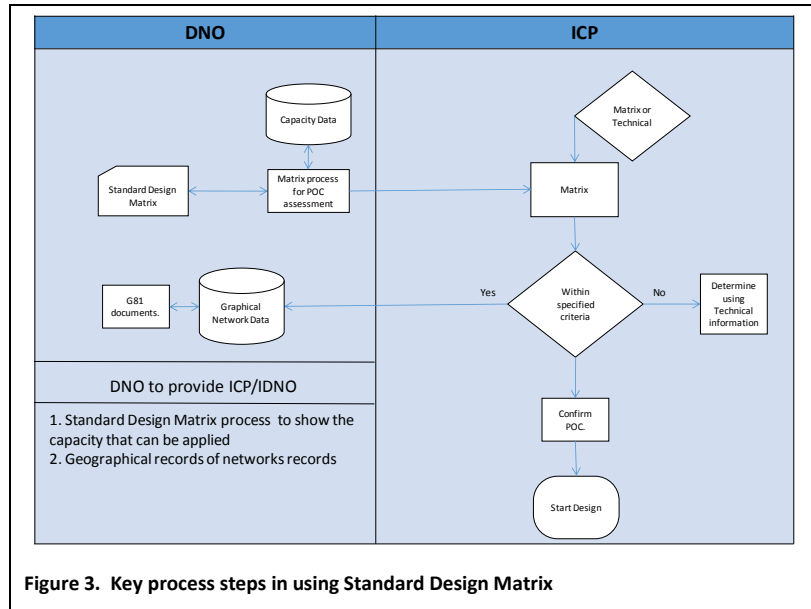 DNO
ICP
Capacity Data
Matrix or
Technical
Standard Design
Matrix
Matrix process
for POC
assessment
Matrix
G81
documents.
Graphical
Network Data
Yes
Within
specified
criteria
No
Determine
using
Technical
information
DNO to provide ICP/IDNO
1. Standard Design Matrix process to show the
capacity that can be applied
2. Geographical records of networks records
Confirm
POC.
Start Design
Figure 3. Key process steps in using Standard Design Matrix